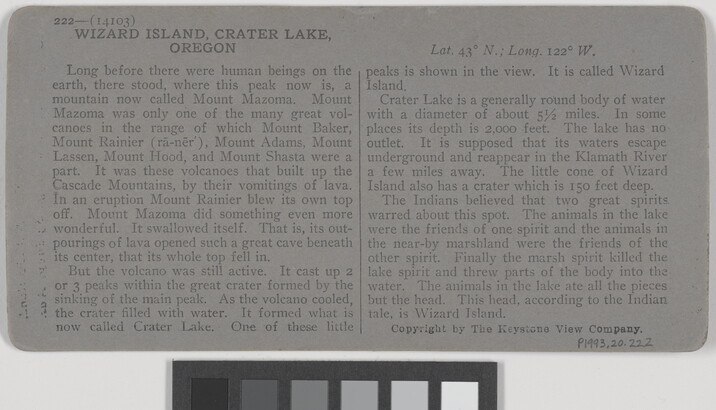 222—(14103)
WIZARD ISLAND, CRATER LAKE,
OREGON
Long before there were human beings on the
earth, there stood, where this peak now is, a
mountain now called Mount Mazoma. Mount
Mazoma was only one of the many great vol-
canoes in the range of which Mount Baker,
Mount Rainier (rā-nēr′), Mount Adams, Mount
Lassen, Mount Hood, and Mount Shasta were a
part. It was these volcanoes that built up the
Cascade Mountains, by their vomitings of lava.
In an eruption Mount Rainier blew its own top
off. Mount Mazoma did something even more
wonderful. It swallowed itself. That is, its out-
pourings of lava opened such a great cave beneath
its center, that its whole top fell in.
But the volcano was still active. It cast up 2
or 3 peaks within the great crater formed by the
sinking of the main peak. As the volcano cooled,
the crater filled with water. It formed what is
now called Crater Lake. One of these little
Lat. 43° N.; Long. 122° W.
peaks is shown in the view. It is called Wizard
Island.
Crater Lake is a generally round body of water
with a diameter of about 5½ miles. In some
places its depth is 2,000 feet. The lake has no
outlet. It is supposed that its waters escape
underground and reappear in the Klamath River
a few miles away. The little cone of Wizard
Island also has a crater which is 150 feet deep.
The Indians believed that two great spirits
warred about this spot. The animals in the lake
were the friends of one spirit and the animals in
the near-by marshland were the friends of the
other spirit. Finally the marsh spirit killed the
lake spirit and threw parts of the body into the
water. The animals in the lake ate all the pieces
but the head. This head, according to the Indian
tale, is Wizard Island.
Copyright by The Keystone View Company.
P1993.20.222